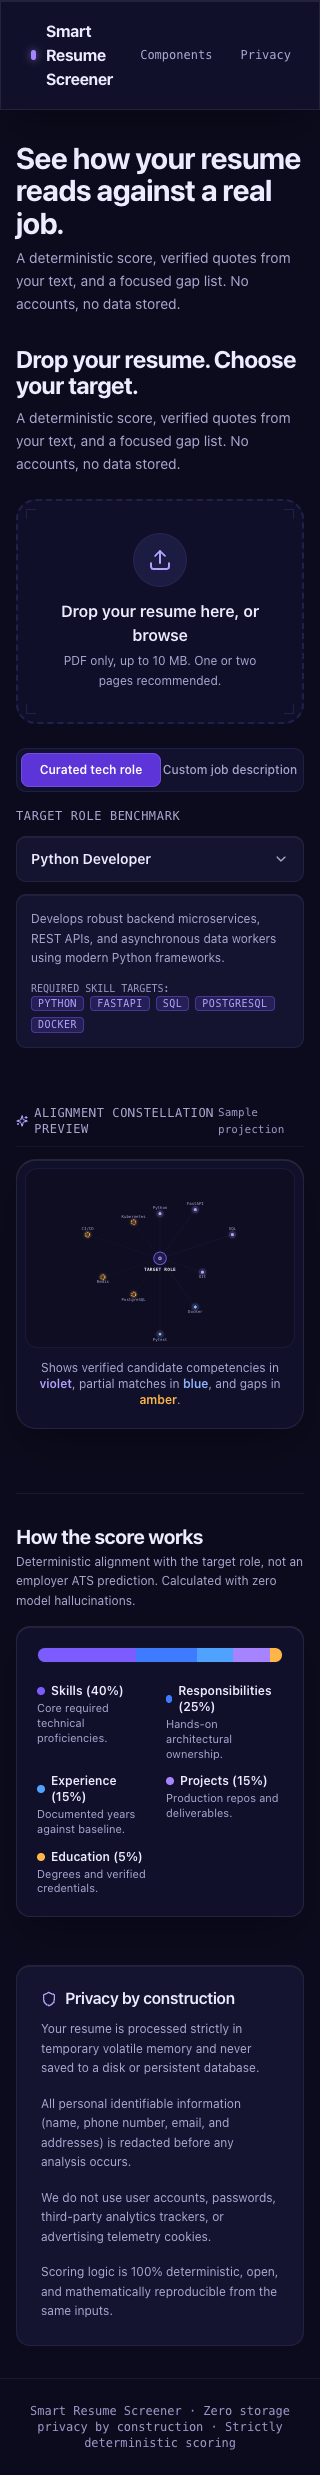 Smart
Resume
Screener
Components
Privacy
See how your resume
reads against a real
job.
A deterministic score, verified quotes from
your text, and a focused gap list. No
accounts, no data stored.
Drop your resume. Choose
your target.
A deterministic score, verified quotes from
your text, and a focused gap list. No
accounts, no data stored.
Drop your resume here, or
browse
PDF only, up to 10 MB. One or two
pages recommended.
Curated tech role
Custom job description
TARGET ROLE BENCHMARK
Python Developer
Develops robust backend microservices,
REST APIs, and asynchronous data workers
using modern Python frameworks.
REQUIRED SKILL TARGETS:
PYTHON
FASTAPI
SQL
POSTGRESQL
DOCKER
ALIGNMENT CONSTELLATION
PREVIEW
Sample
projection
FastAPI
Python
Kubernetes
CI/CD
SQL
TARGET ROLE
Redis
Git
PostgreSQL
Docker
Pytest
Shows verified candidate competencies in
violet, partial matches in blue, and gaps in
amber.
How the score works
Deterministic alignment with the target role, not an
employer ATS prediction. Calculated with zero
model hallucinations.
Skills (40%)
Core required
technical
proficiencies.
Responsibilities
(25%)
Hands-on
architectural
ownership.
Experience
(15%)
Documented years
against baseline.
Projects (15%)
Production repos and
deliverables.
Education (5%)
Degrees and verified
credentials.
Privacy by construction
Your resume is processed strictly in
temporary volatile memory and never
saved to a disk or persistent database.
All personal identifiable information
(name, phone number, email, and
addresses) is redacted before any
analysis occurs.
We do not use user accounts, passwords,
third-party analytics trackers, or
advertising telemetry cookies.
Scoring logic is 100% deterministic, open,
and mathematically reproducible from the
same inputs.
Smart Resume Screener · Zero storage
privacy by construction · Strictly
deterministic scoring